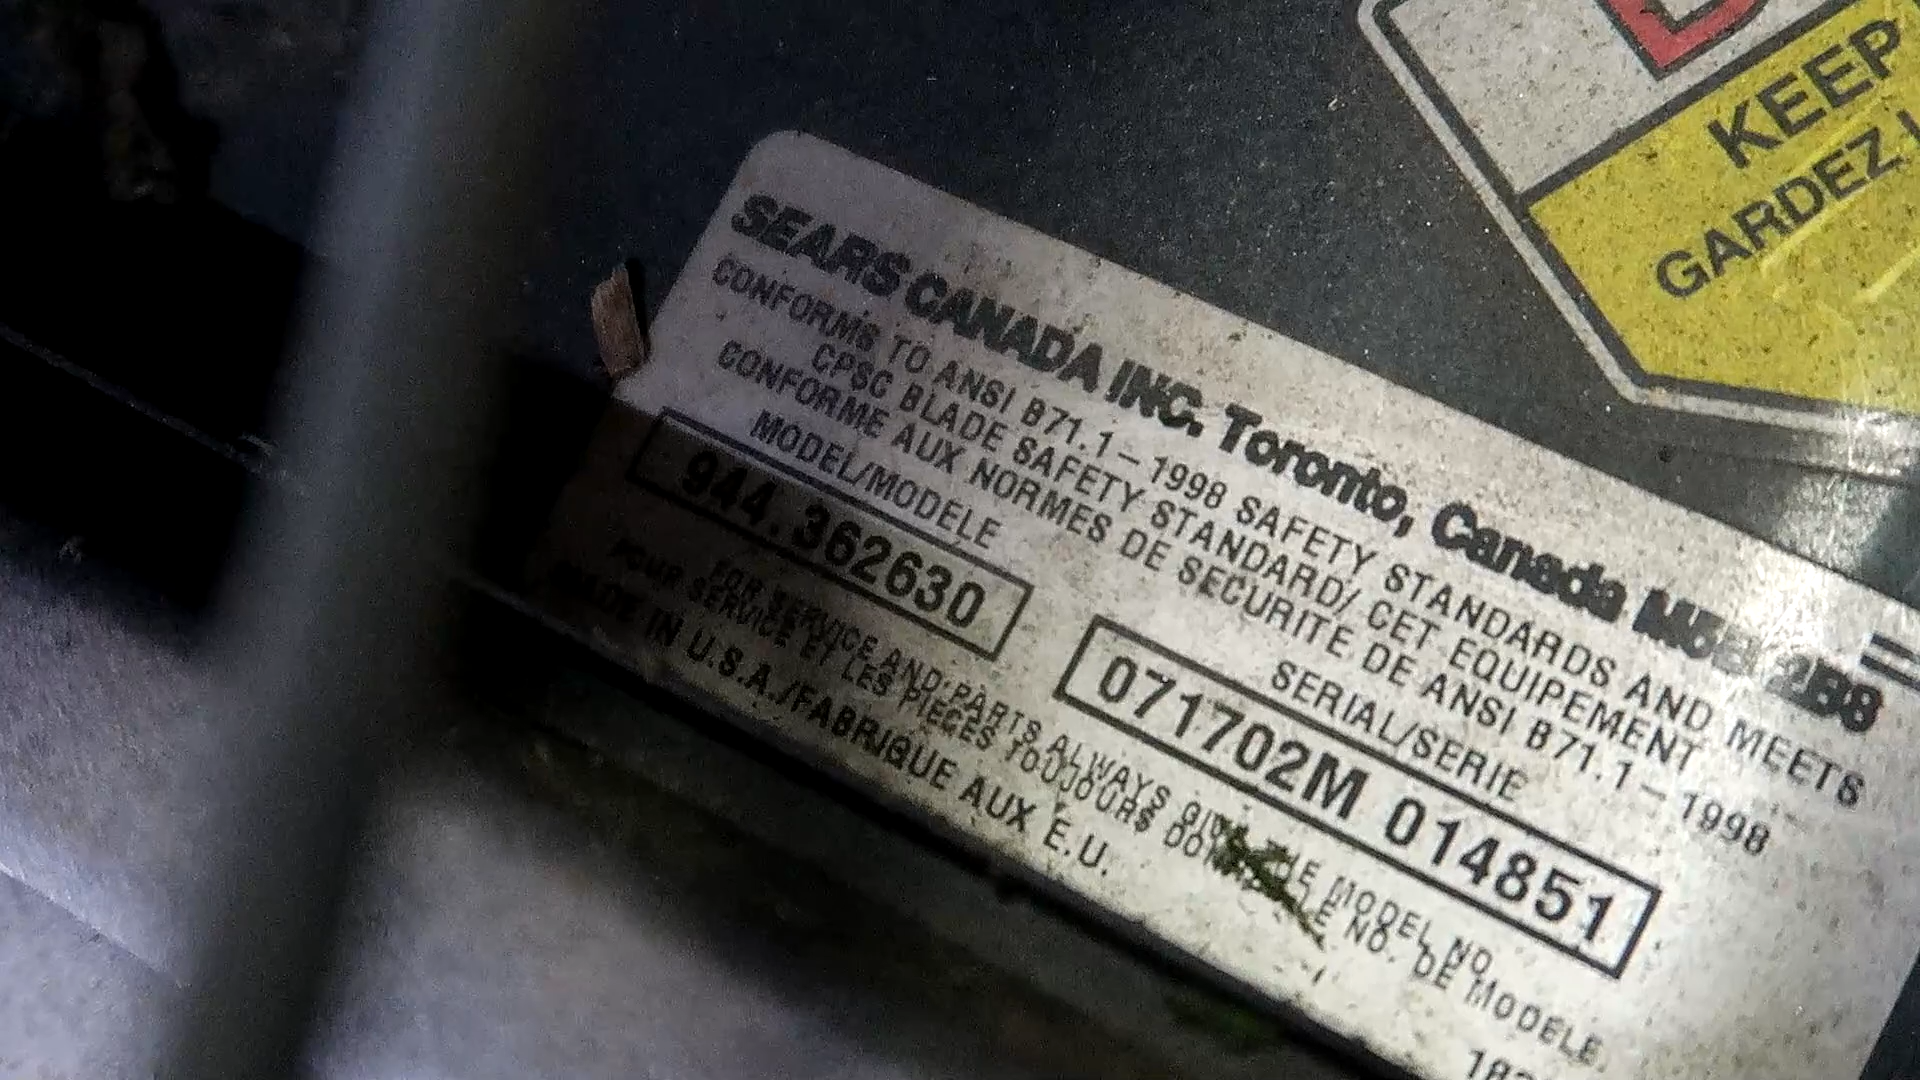 SEARS CANADA INC. Toronto, Canada M5B 2B8
CONFORMS TO ANSI B71.1–1998 SAFETY STANDARDS AND MEETS
CPSC BLADE SAFETY STANDARD/ CET EQUIPEMENT
CONFORME AUX NORMES DE SECURITE DE ANSI B71.1–1998
MODEL/MODELE
944.362630
SERIAL/SERIE
071702M 014851
FOR SERVICE AND PARTS ALWAYS GIVE THE MODEL NO
POUR SERVICE ET LES PIECES TOUJOURS LE NO. DE MODELE
MADE IN U.S.A./FABRIQUE AUX E.U.
KEEP
GARDEZ